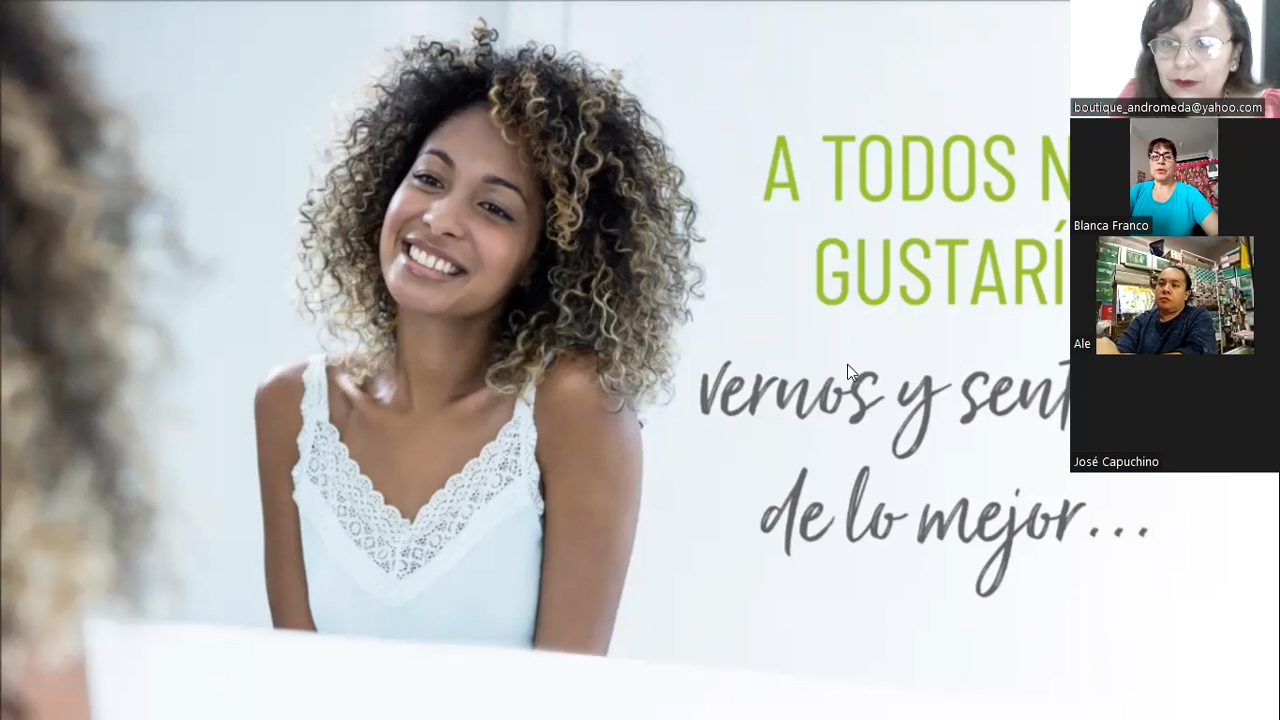 A TODOS N
GUSTARÍ
vernos y sent
de lo mejor...
boutique_andromeda@yahoo.com
Blanca Franco
Ale
José Capuchino